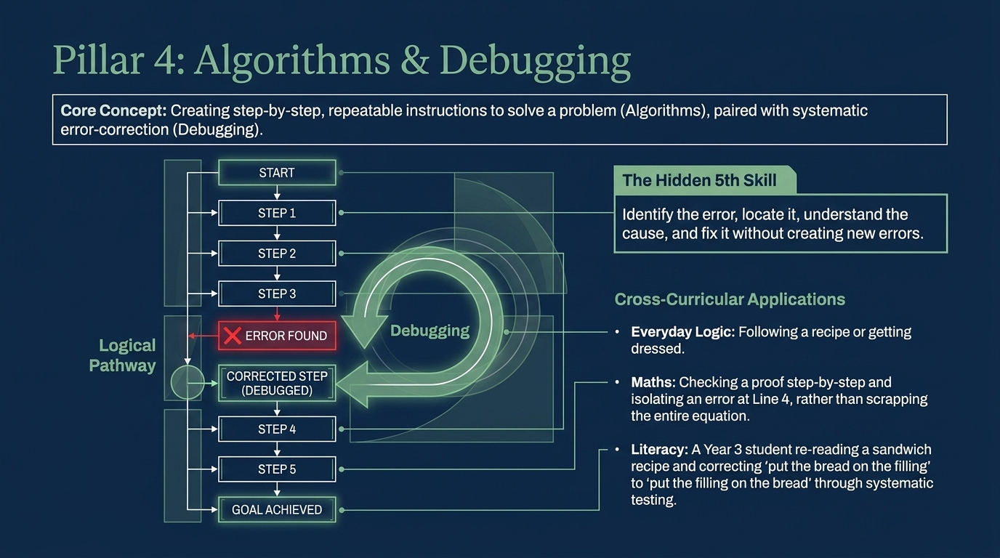 Pillar 4: Algorithms & Debugging
Core Concept: Creating step-by-step, repeatable instructions to solve a problem (Algorithms), paired with systematic
error-correction (Debugging).
START
STEP 1
STEP 2
STEP 3
ERROR FOUND
CORRECTED STEP
(DEBUGGED)
STEP 4
STEP 5
GOAL ACHIEVED
Logical
Pathway
Debugging
The Hidden 5th Skill
Identify the error, locate it, understand the
cause, and fix it without creating new errors.
Cross-Curricular Applications
• Everyday Logic: Following a recipe or getting
dressed.
• Maths: Checking a proof step-by-step and
isolating an error at Line 4, rather than scrapping
the entire equation.
• Literacy: A Year 3 student re-reading a sandwich
recipe and correcting ‘put the bread on the filling’
to ‘put the filling on the bread’ through systematic
testing.